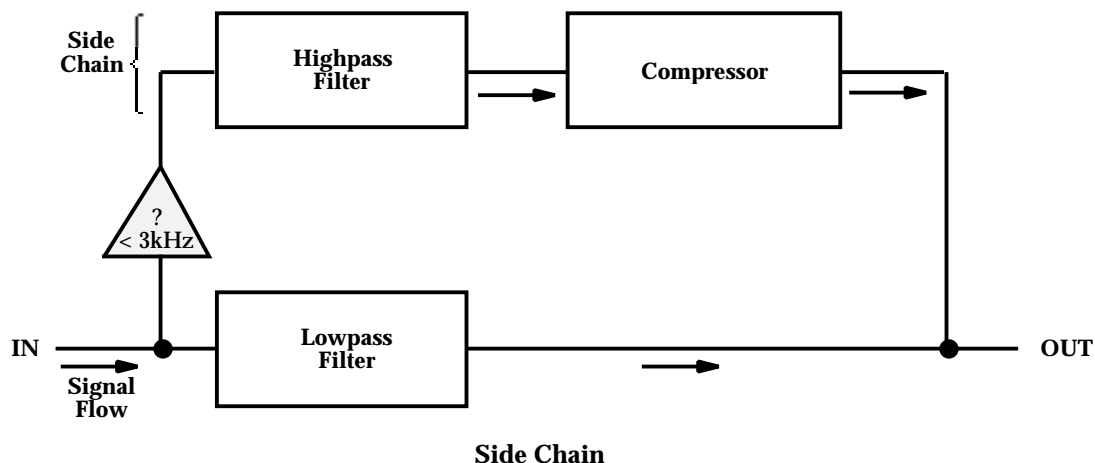 Side
Chain
Highpass
Filter
Compressor
?
< 3kHz
Lowpass
Filter
IN
OUT
Signal
Flow
Side Chain